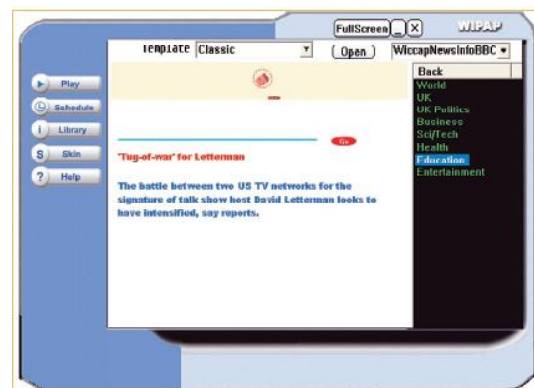 FullScreen _ X WIPAP
Template Classic ( Open ) WiccapNewsInfoBBC
Play
Schedule
i Library
S Skin
? Help
Go
'Tug-of-war' for Letterman
The battle between two US TV networks for the
signature of talk show host David Letterman looks to
have intensified, say reports.
Back
World
UK
UK Politics
Business
Sci/Tech
Health
Education
Entertainment